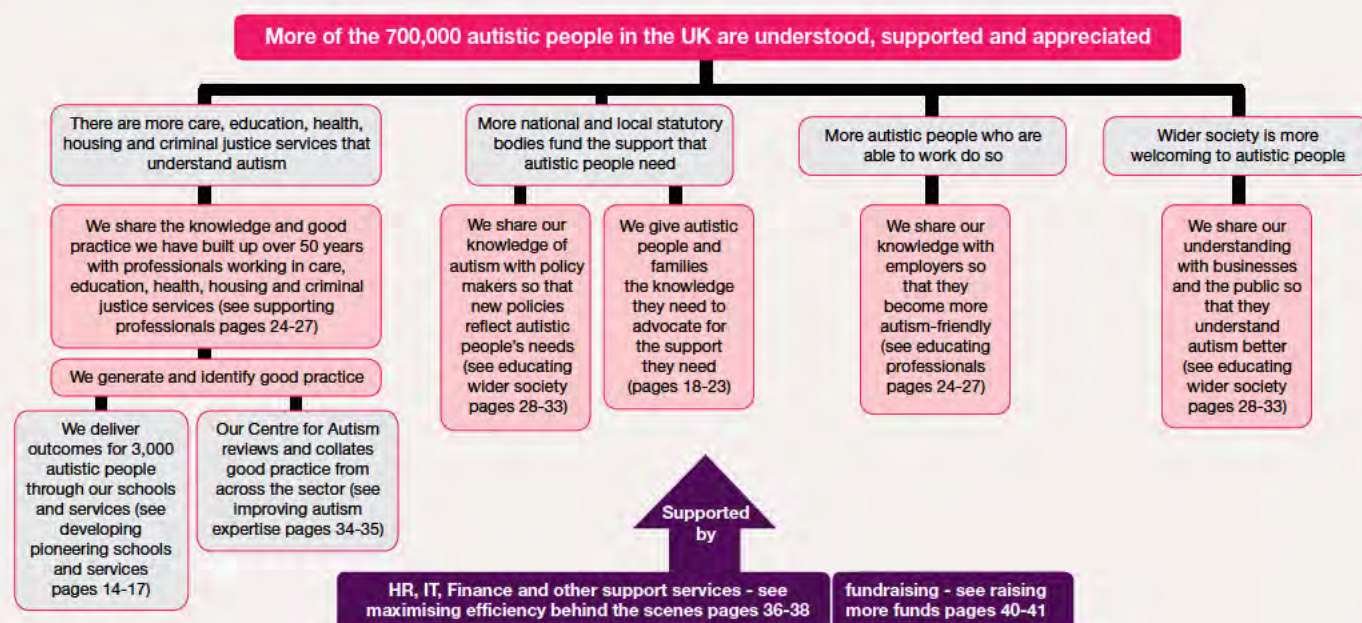 More of the 700,000 autistic people in the UK are understood, supported and appreciated
There are more care, education, health,
housing and criminal justice services that
understand autism
More national and local statutory
bodies fund the support that
autistic people need
More autistic people who are
able to work do so
Wider society is more
welcoming to autistic people
We share the knowledge and good
practice we have built up over 50 years
with professionals working in care,
education, health, housing and criminal
justice services (see supporting
professionals pages 24-27)
We share our
knowledge of
autism with policy
makers so that
new policies
reflect autistic
people's needs
(see educating
wider society
pages 28-33)
We give autistic
people and
families
the knowledge
they need to
advocate for
the support
they need
(pages 18-23)
We share our
knowledge with
employers so
that they
become more
autism-friendly
(see educating
professionals
pages 24-27)
We share our
understanding
with businesses
and the public so
that they
understand
autism better
(see educating
wider society
pages 28-33)
We generate and identify good practice
We deliver
outcomes for 3,000
autistic people
through our schools
and services (see
developing
pioneering schools
and services
pages 14-17)
Our Centre for Autism
reviews and collates
good practice from
across the sector (see
improving autism
expertise pages 34-35)
Supported
by
HR, IT, Finance and other support services - see
maximising efficiency behind the scenes pages 36-38
fundraising - see raising
more funds pages 40-41